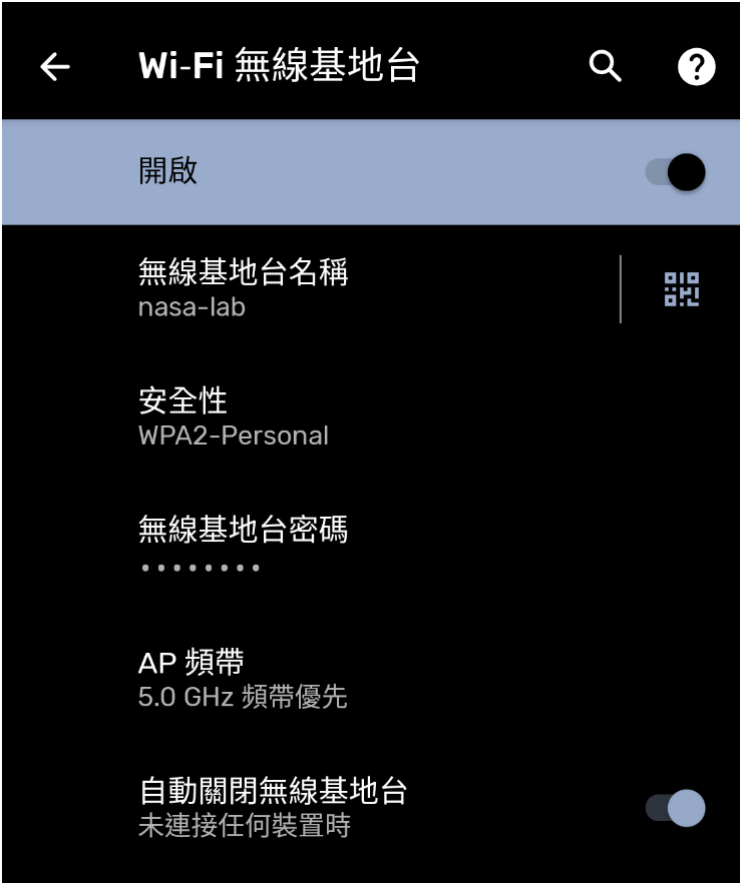 Wi-Fi 無線基地台
開啟
無線基地台名稱
nasa-lab
安全性
WPA2-Personal
無線基地台密碼
••••••••
AP 頻帶
5.0 GHz 頻帶優先
自動關閉無線基地台
未連接任何裝置時